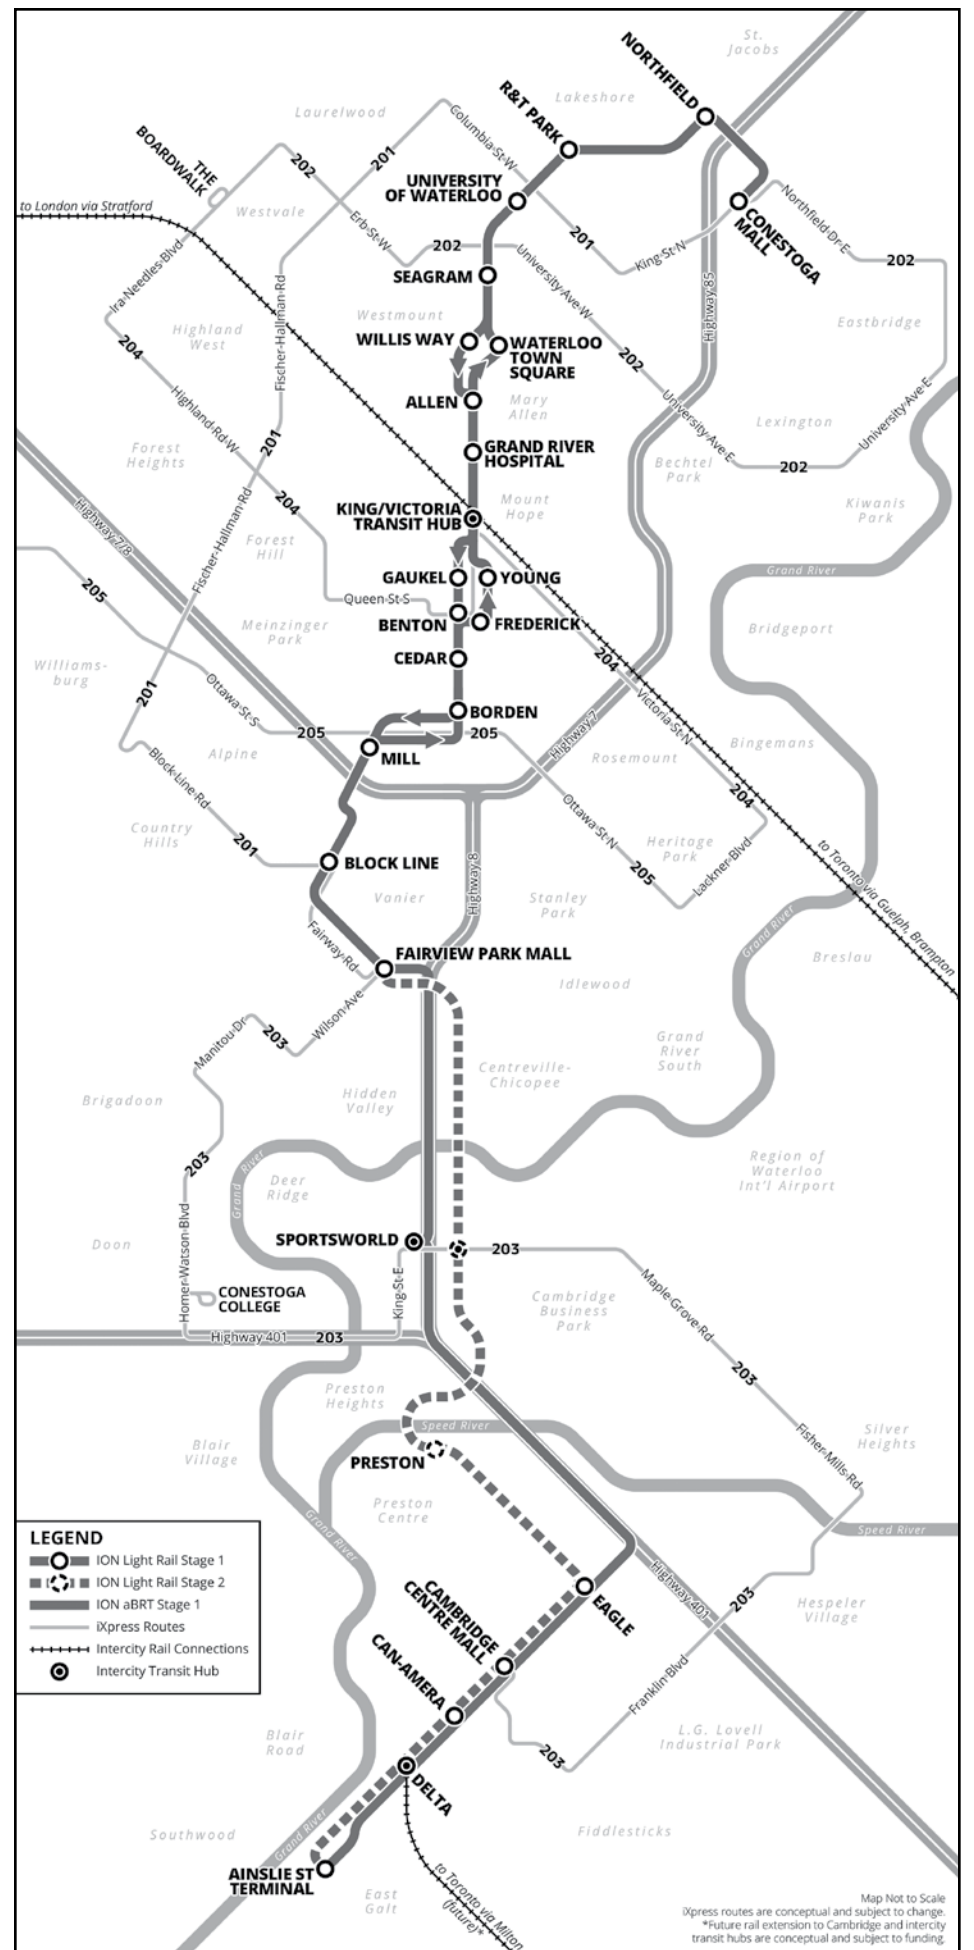 St.
Jacobs
NORTHFIELD
Lakeshore
R&T PARK
Laurelwood
Columbia St W
201
202
THE
BOARDWALK
UNIVERSITY
OF WATERLOO
to London via Stratford
Westvale
Erb St W
202
201
King St N
Northfield Dr E
CONESTOGA
MALL
202
Ira Needles Blvd
SEAGRAM
University Ave W
Highway 85
Fischer-Hallman Rd
Westmount
Eastbridge
Highland
West
204
WILLIS WAY
WATERLOO
TOWN
SQUARE
202
Highland Rd W
ALLEN
Mary
Allen
University Ave E
University Ave E
Lexington
Forest
Heights
201
GRAND RIVER
HOSPITAL
Bechtel
Park
202
Highway 7/8
204
KING/VICTORIA
TRANSIT HUB
Mount
Hope
Kiwanis
Park
Fischer-Hallman Rd
Forest
Hill
GAUKEL
YOUNG
Grand River
205
Queen St S
BENTON
FREDERICK
Meinzinger
Park
Bridgeport
Williams-
burg
CEDAR
204
201
Ottawa St S
Victoria St N
BORDEN
205
205
Highway 7
Alpine
MILL
Rosemount
Bingemans
Block Line Rd
204
Country
Hills
201
Ottawa St N
Heritage
Park
to Toronto via Guelph, Brampton
BLOCK LINE
Highway 8
205
Lackner Blvd
Vanier
Stanley
Park
Fairway Rd
FAIRVIEW PARK MALL
Grand River
Breslau
Idlewood
Wilson Ave
Manitou Dr
203
Grand
River
South
Centreville-
Chicopee
Brigadoon
Hidden
Valley
203
Grand River
Deer
Ridge
Region of
Waterloo
Int'l Airport
Doon
SPORTSWORLD
203
Homer Watson Blvd
King St E
Maple Grove Rd
CONESTOGA
COLLEGE
Cambridge
Business
Park
Highway 401
203
203
Preston
Heights
Speed River
Fisher-Mills Rd
Silver
Heights
Blair
Village
PRESTON
Preston
Centre
Grand River
Speed River
LEGEND
ION Light Rail Stage 1
ION Light Rail Stage 2
ION aBRT Stage 1
iXpress Routes
Intercity Rail Connections
Intercity Transit Hub
CAMBRIDGE
CENTRE MALL
EAGLE
Highway 401
203
Hespeler
Village
CAN-AMERA
Franklin Blvd
L.G. Lovell
Industrial Park
Blair
Road
203
DELTA
Southwood
Grand River
Fiddlesticks
AINSLIE ST
TERMINAL
East
Galt
to Toronto via Milton
(future)*
Map Not to Scale
iXpress routes are conceptual and subject to change.
*Future rail extension to Cambridge and intercity
transit hubs are conceptual and subject to funding.